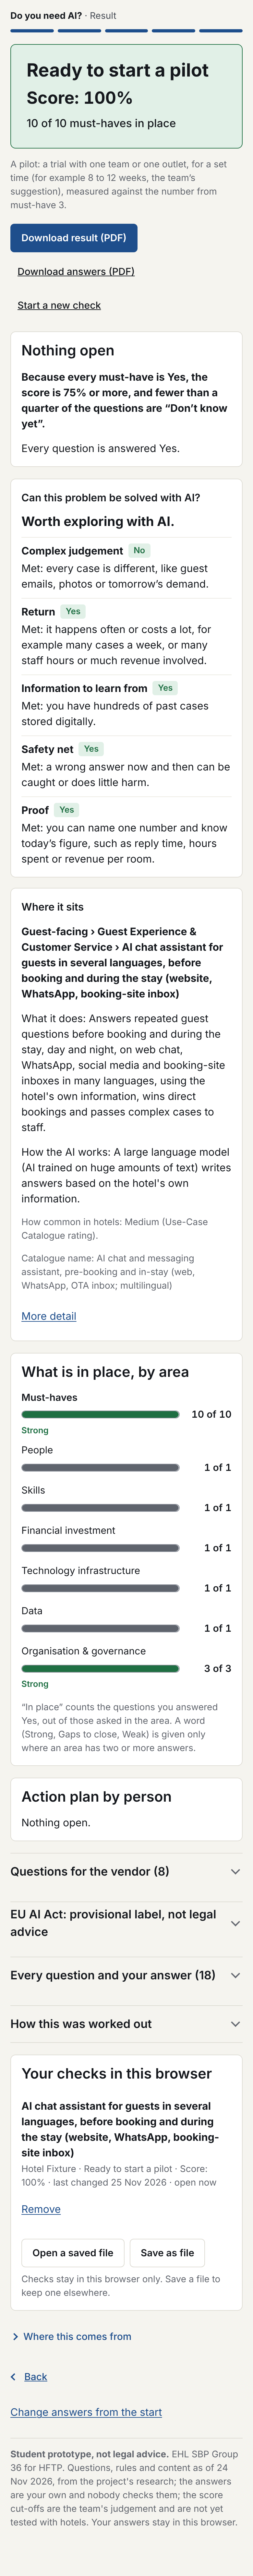 Do you need AI? · Result
Ready to start a pilot
Score: 100%
10 of 10 must-haves in place
A pilot: a trial with one team or one outlet, for a set
time (for example 8 to 12 weeks, the team's
suggestion), measured against the number from
must-have 3.
Download result (PDF)
Download answers (PDF)
Start a new check
Nothing open
Because every must-have is Yes, the
score is 75% or more, and fewer than a
quarter of the questions are “Don't know
yet”.
Every question is answered Yes.
Can this problem be solved with AI?
Worth exploring with AI.
Complex judgement No
Met: every case is different, like guest
emails, photos or tomorrow's demand.
Return Yes
Met: it happens often or costs a lot, for
example many cases a week, or many
staff hours or much revenue involved.
Information to learn from Yes
Met: you have hundreds of past cases
stored digitally.
Safety net Yes
Met: a wrong answer now and then can be
caught or does little harm.
Proof Yes
Met: you can name one number and know
today's figure, such as reply time, hours
spent or revenue per room.
Where it sits
Guest-facing › Guest Experience &
Customer Service › AI chat assistant for
guests in several languages, before
booking and during the stay (website,
WhatsApp, booking-site inbox)
What it does: Answers repeated guest
questions before booking and during the
stay, day and night, on web chat,
WhatsApp, social media and booking-site
inboxes in many languages, using the
hotel's own information, wins direct
bookings and passes complex cases to
staff.
How the AI works: A large language model
(AI trained on huge amounts of text) writes
answers based on the hotel's own
information.
How common in hotels: Medium (Use-Case
Catalogue rating).
Catalogue name: AI chat and messaging
assistant, pre-booking and in-stay (web,
WhatsApp, OTA inbox; multilingual)
More detail
What is in place, by area
Must-haves
10 of 10
Strong
People
1 of 1
Skills
1 of 1
Financial investment
1 of 1
Technology infrastructure
1 of 1
Data
1 of 1
Organisation & governance
3 of 3
Strong
“In place” counts the questions you answered
Yes, out of those asked in the area. A word
(Strong, Gaps to close, Weak) is given only
where an area has two or more answers.
Action plan by person
Nothing open.
Questions for the vendor (8)
EU AI Act: provisional label, not legal
advice
Every question and your answer (18)
How this was worked out
Your checks in this browser
AI chat assistant for guests in several
languages, before booking and during
the stay (website, WhatsApp, booking-
site inbox)
Hotel Fixture · Ready to start a pilot · Score:
100% · last changed 25 Nov 2026 · open now
Remove
Open a saved file Save as file
Checks stay in this browser only. Save a file to
keep one elsewhere.
Where this comes from
Back
Change answers from the start
Student prototype, not legal advice. EHL SBP Group
36 for HFTP. Questions, rules and content as of 24
Nov 2026, from the project's research; the answers
are your own and nobody checks them; the score
cut-offs are the team's judgement and are not yet
tested with hotels. Your answers stay in this browser.